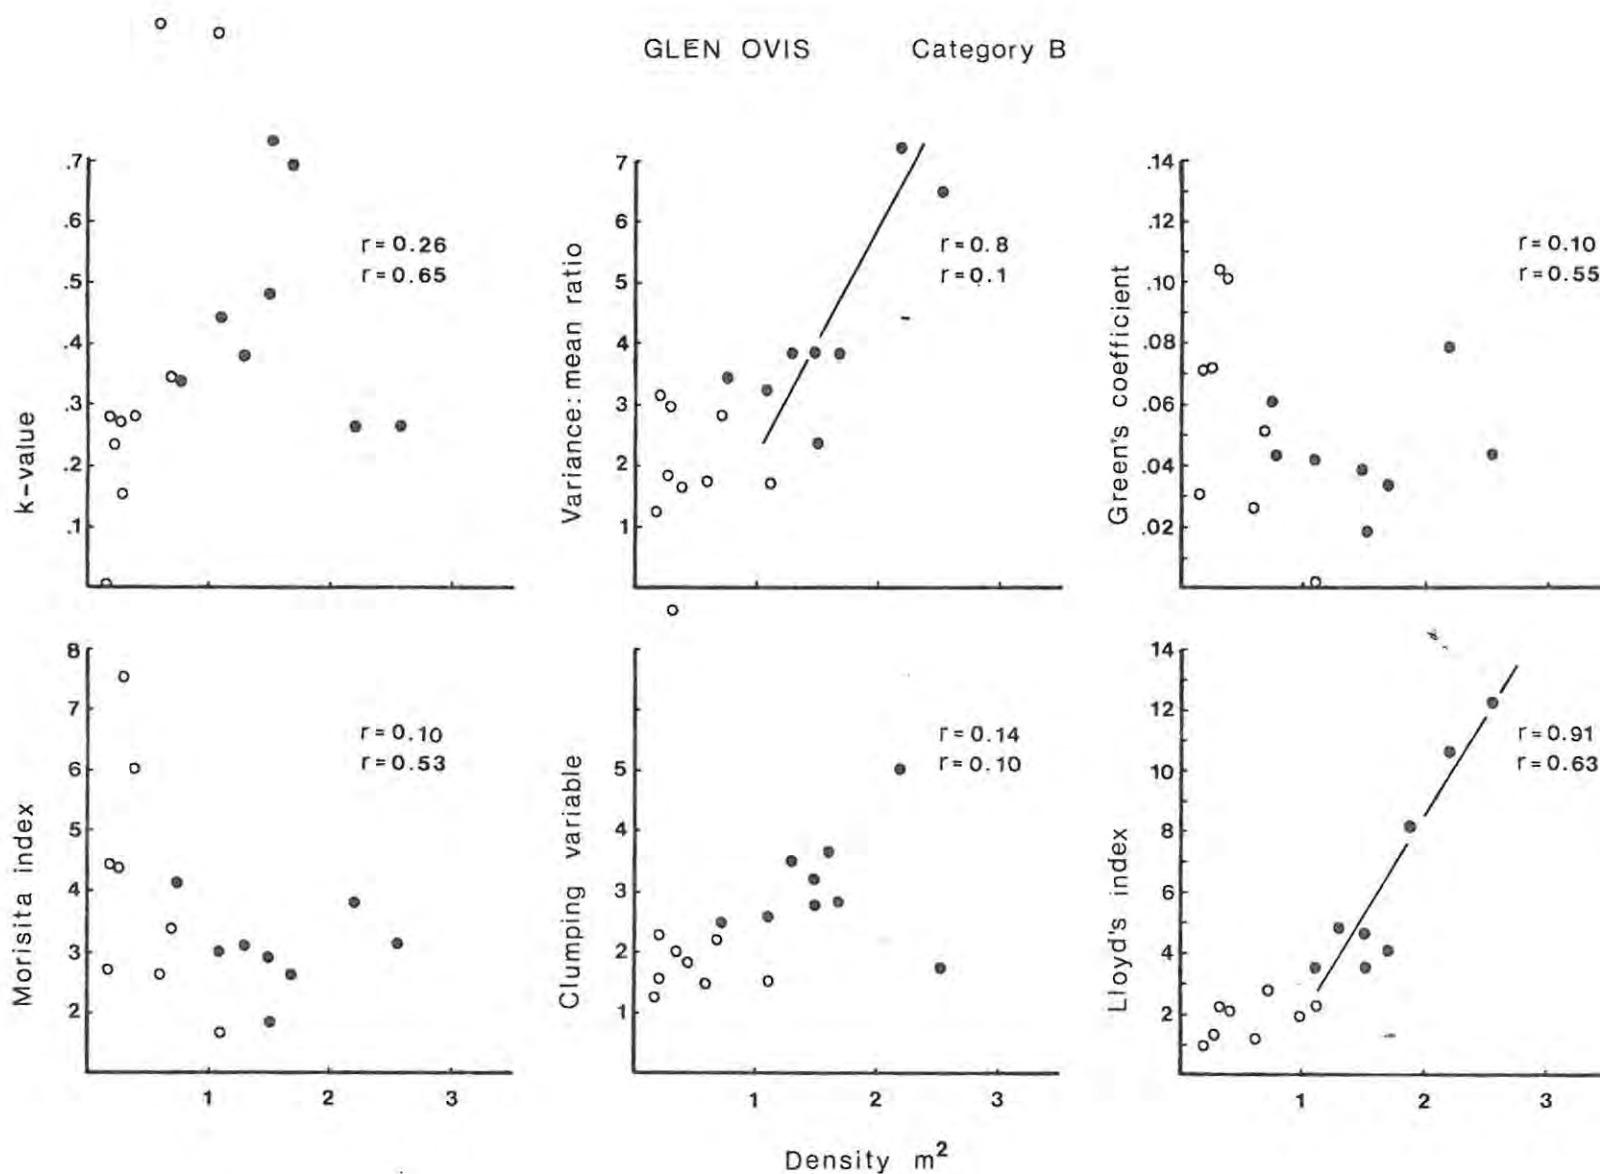 GLEN OVIS Category B
k-value
.7
.6
.5
.4
.3
.2
.1
r=0.26
r=0.65
Variance: mean ratio
7
6
5
4
3
2
1
r=0.8
r=0.1
Green's coefficient
.14
.12
.10
.08
.06
.04
.02
r=0.10
r=0.55
Morisita index
8
7
6
5
4
3
2
r=0.10
r=0.53
1 2 3
Clumping variable
5
4
3
2
1
r=0.14
r=0.10
1 2 3
Lloyd's index
14
12
10
8
6
4
2
r=0.91
r=0.63
1 2 3
Density m²